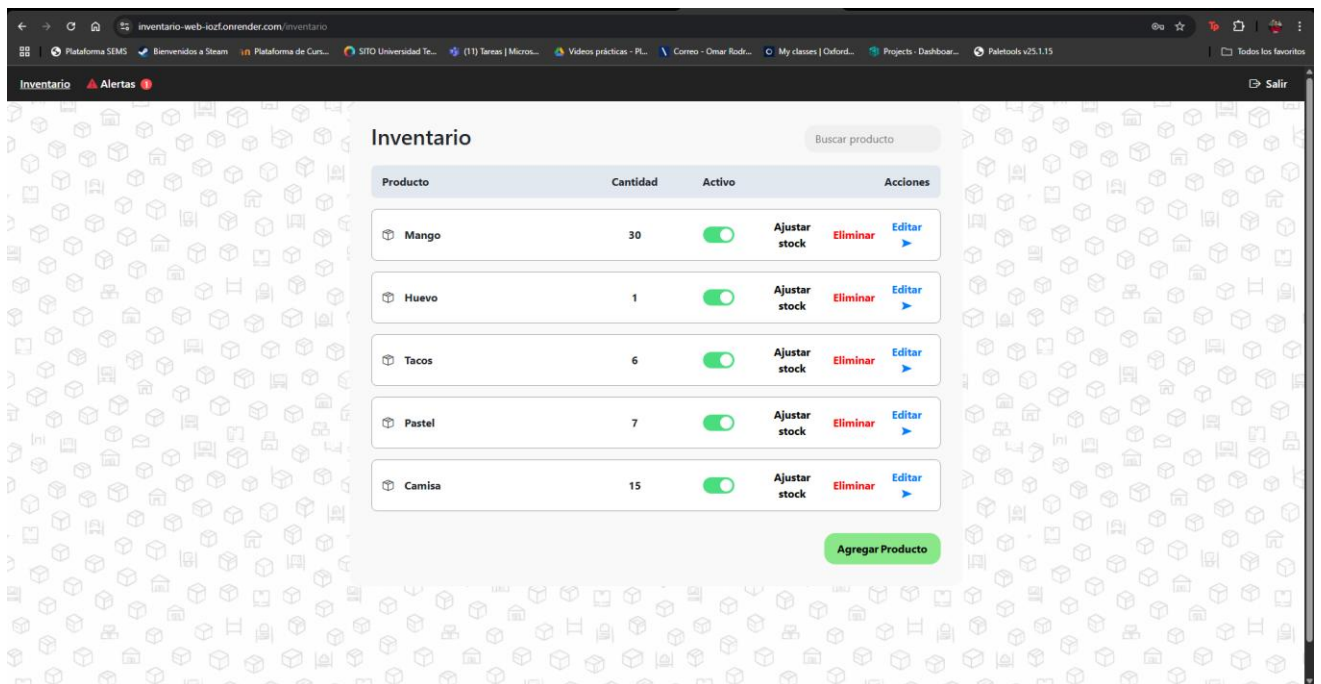 inventario-web-iozf.onrender.com/inventario
Plataforma SEMS Bienvenidos a Steam Plataforma de Curs... SITO Universidad Te... (11) Tareas | Micros... Videos prácticas - Pl... Correo - Omar Rodr... My classes | Oxford... Projects - Dashboar... Paletools v25.1.15 Todos los favoritos
Inventario Alertas 1 Salir
Inventario Buscar producto
Producto Cantidad Activo Acciones
Mango 30 Ajustar stock Eliminar Editar ➤
Huevo 1 Ajustar stock Eliminar Editar ➤
Tacos 6 Ajustar stock Eliminar Editar ➤
Pastel 7 Ajustar stock Eliminar Editar ➤
Camisa 15 Ajustar stock Eliminar Editar ➤
Agregar Producto